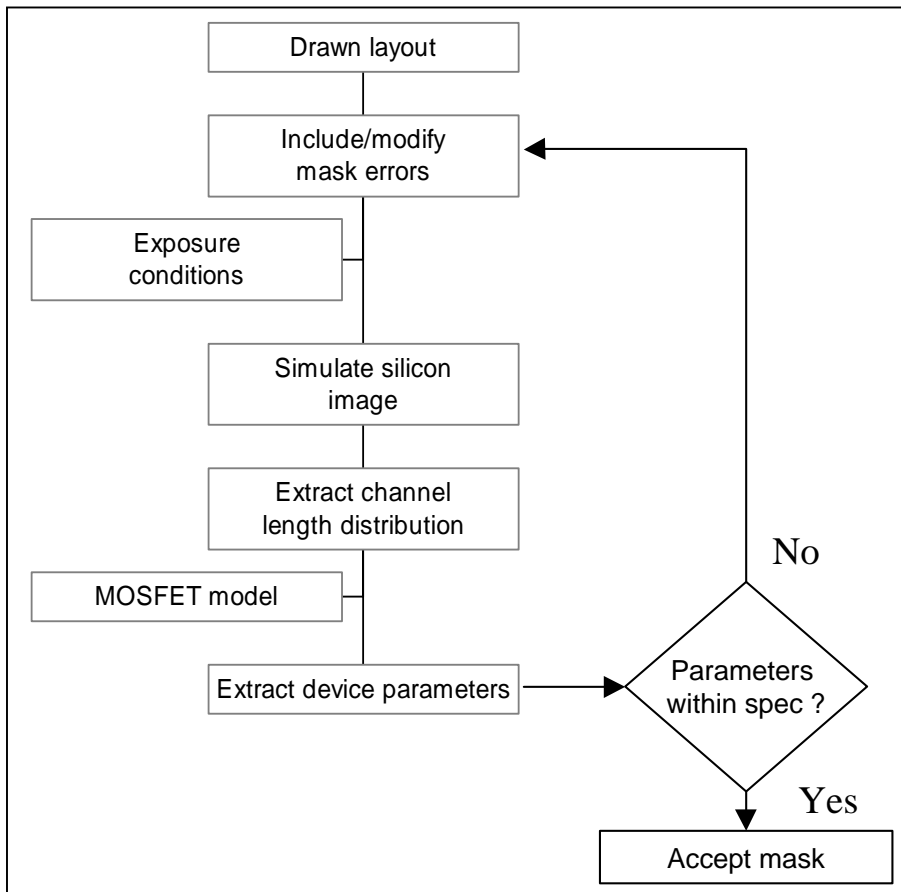 Drawn layout
Include/modify
mask errors
Exposure
conditions
Simulate silicon
image
Extract channel
length distribution
No
MOSFET model
Extract device parameters
Parameters
within spec ?
Yes
Accept mask